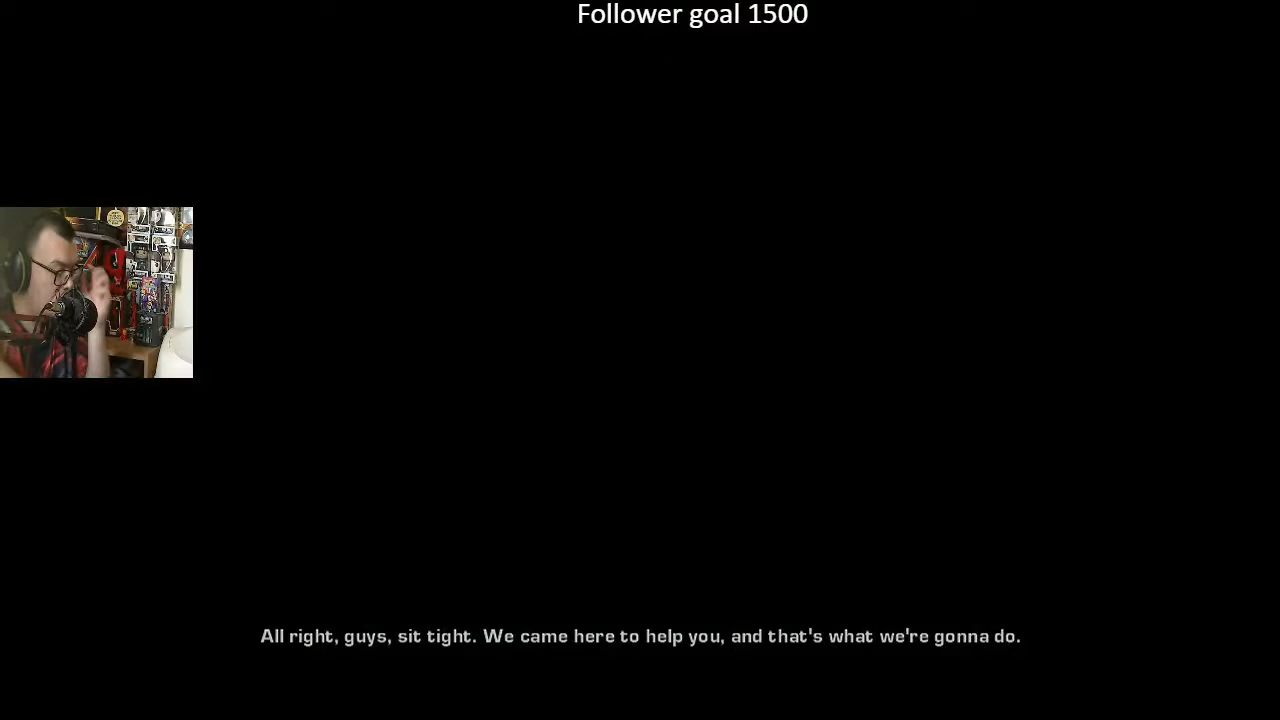 Follower goal 1500
All right, guys, sit tight. We came here to help you, and that's what we're gonna do.